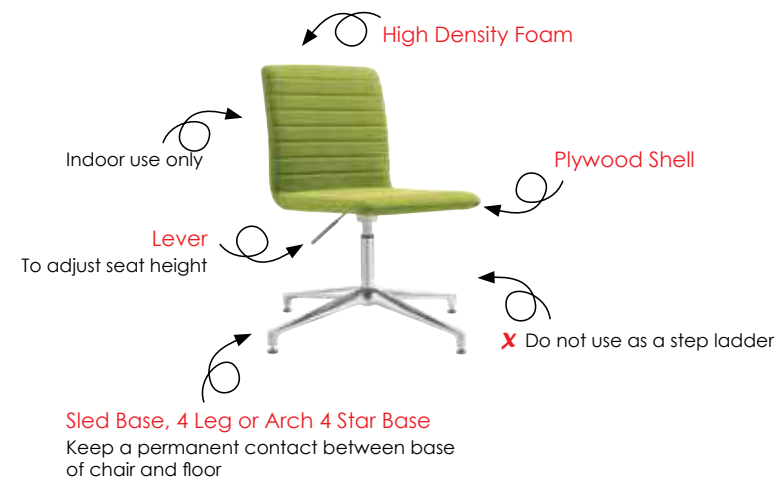 High Density Foam
Indoor use only
Plywood Shell
Lever
To adjust seat height
✗ Do not use as a step ladder
Sled Base, 4 Leg or Arch 4 Star Base
Keep a permanent contact between base
of chair and floor